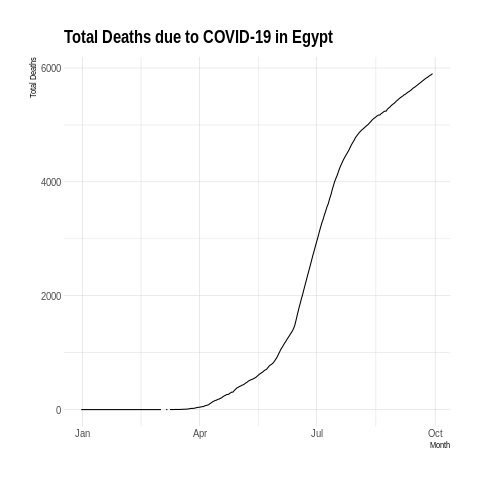 Total Deaths due to COVID-19 in Egypt
Total Deaths
6000
4000
2000
0
Jan Apr Jul Oct
Month